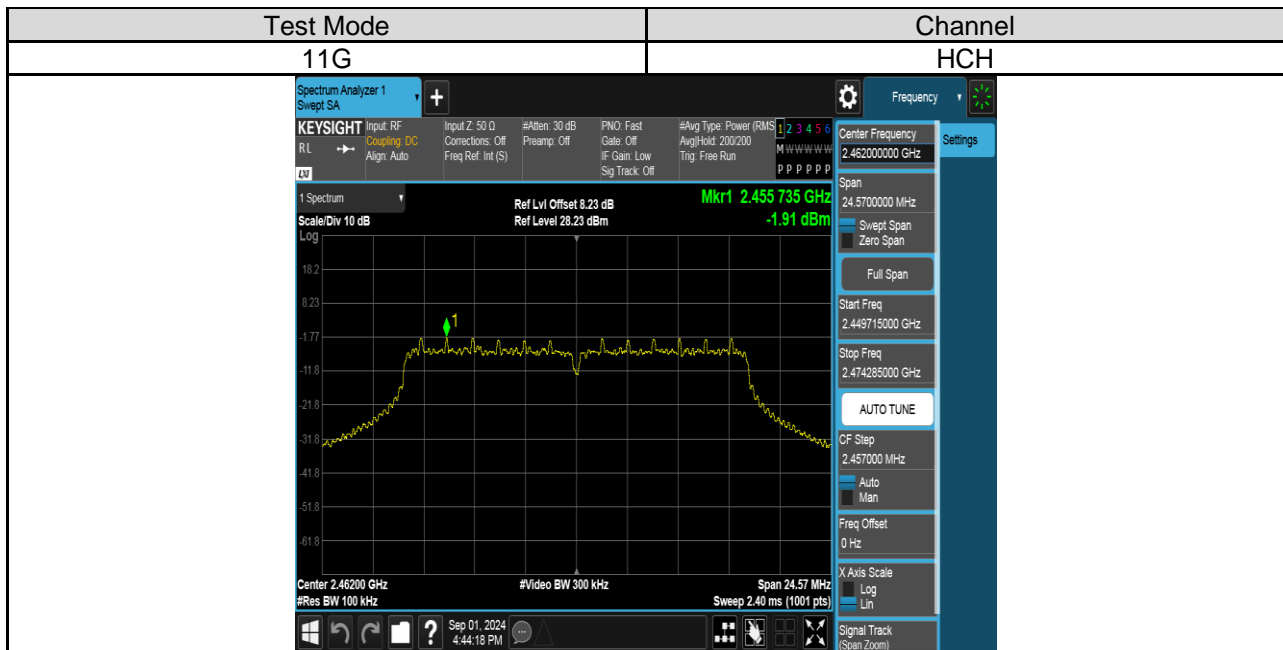 Test Mode Channel
11G HCH
Spectrum Analyzer 1
Swept SA
+
Frequency
KEYSIGHT
RL
LXI
Input: RF
Coupling: DC
Align: Auto
Input Z: 50 Ω
Corrections: Off
Freq Ref: Int (S)
#Atten: 30 dB
Preamp: Off
PNO: Fast
Gate: Off
IF Gain: Low
Sig Track: Off
#Avg Type: Power (RMS
Avg|Hold: 200/200
Trig: Free Run
1 2 3 4 5 6
M W W W W W
P P P P P P
Center Frequency
2.462000000 GHz
Settings
1 Spectrum
Scale/Div 10 dB
Log
Ref Lvl Offset 8.23 dB
Ref Level 28.23 dBm
Mkr1 2.455 735 GHz
-1.91 dBm
Span
24.5700000 MHz
Swept Span
Zero Span
Full Span
Start Freq
2.449715000 GHz
Stop Freq
2.474285000 GHz
AUTO TUNE
CF Step
2.457000 MHz
Auto
Man
Freq Offset
0 Hz
X Axis Scale
Log
Lin
Signal Track
(Span Zoom)
18.2
8.23
-1.77
-11.8
-21.8
-31.8
-41.8
-51.8
-61.8
1
Center 2.46200 GHz
#Res BW 100 kHz
#Video BW 300 kHz
Span 24.57 MHz
Sweep 2.40 ms (1001 pts)
?
Sep 01, 2024
4:44:18 PM